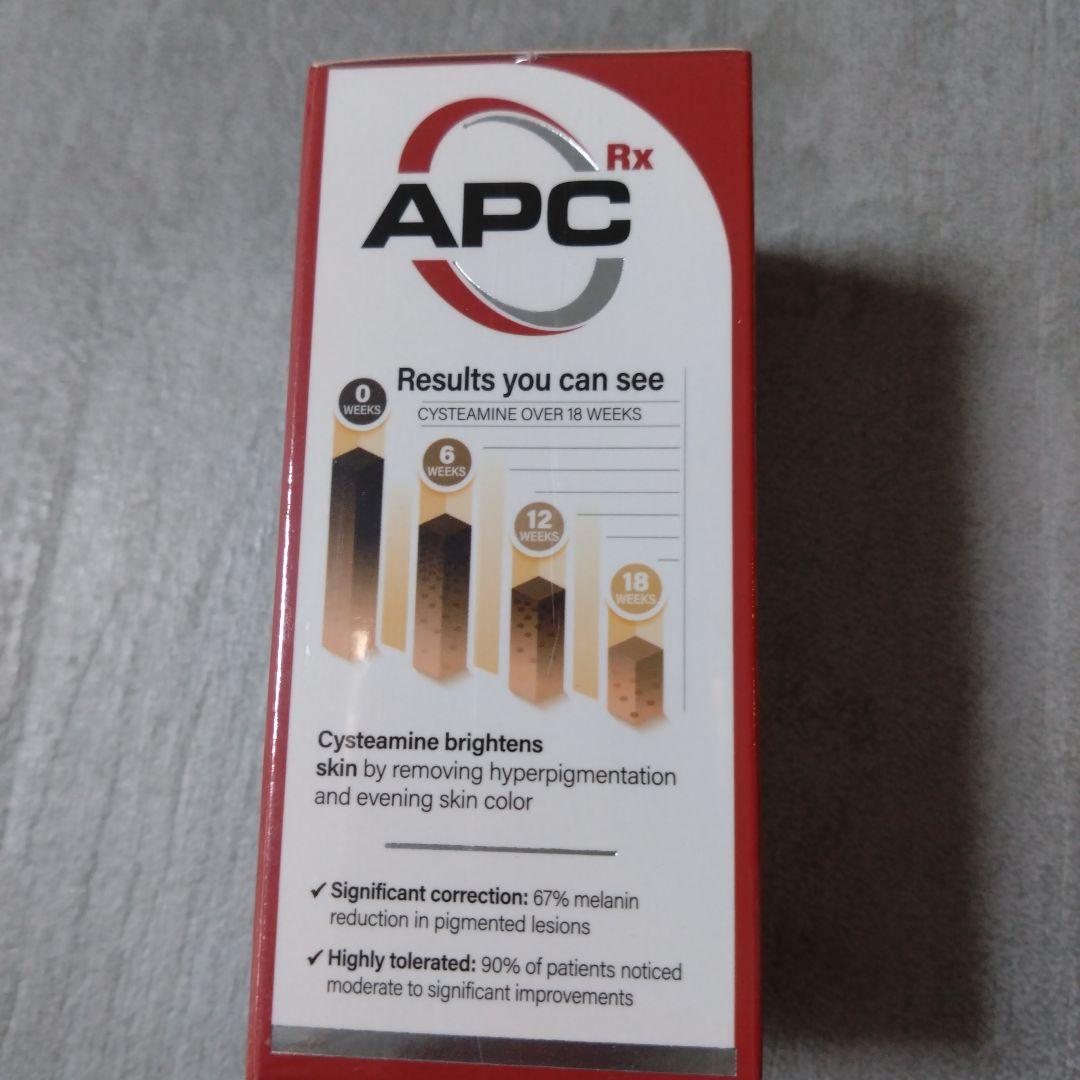 Rx
APC
Results you can see
CYSTEAMINE OVER 18 WEEKS
0
WEEKS
6
WEEKS
12
WEEKS
18
WEEKS
Cysteamine brightens
skin by removing hyperpigmentation
and evening skin color
✓ Significant correction: 67% melanin
reduction in pigmented lesions
✓ Highly tolerated: 90% of patients noticed
moderate to significant improvements